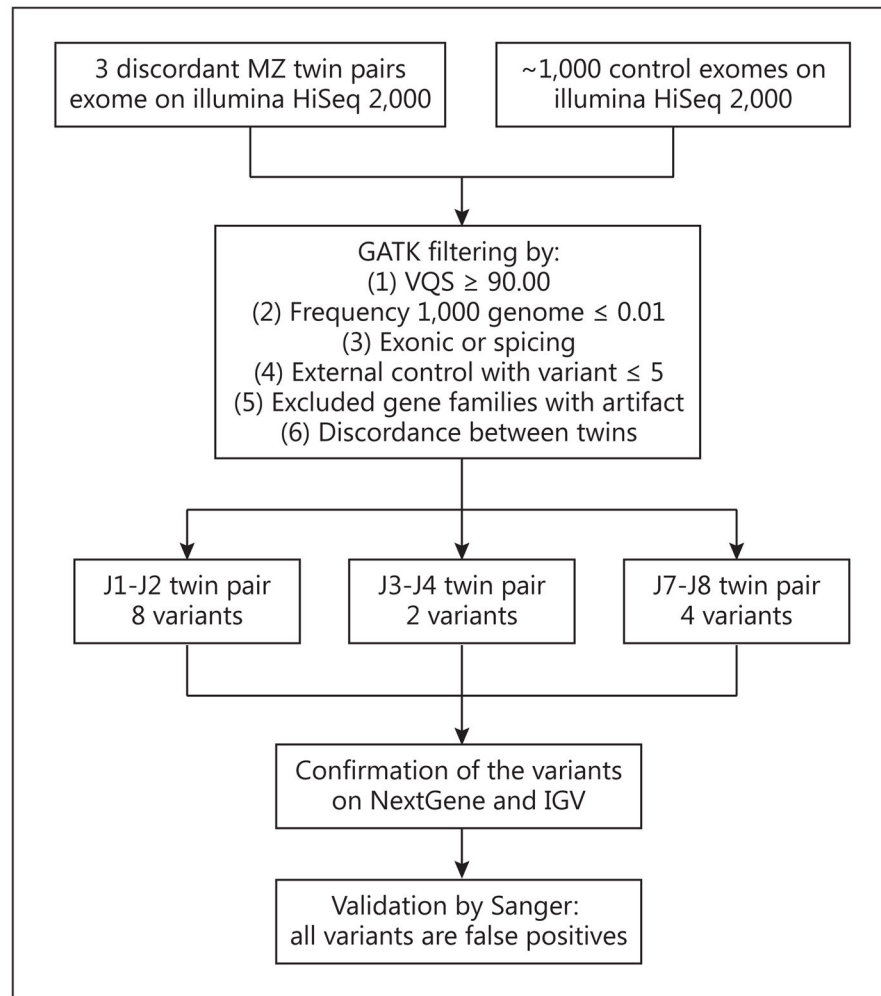 3 discordant MZ twin pairs
exome on illumina HiSeq 2,000
~1,000 control exomes on
illumina HiSeq 2,000
GATK filtering by:
(1) VQS ≥ 90.00
(2) Frequency 1,000 genome ≤ 0.01
(3) Exonic or spicing
(4) External control with variant ≤ 5
(5) Excluded gene families with artifact
(6) Discordance between twins
J1-J2 twin pair
8 variants
J3-J4 twin pair
2 variants
J7-J8 twin pair
4 variants
Confirmation of the variants
on NextGene and IGV
Validation by Sanger:
all variants are false positives